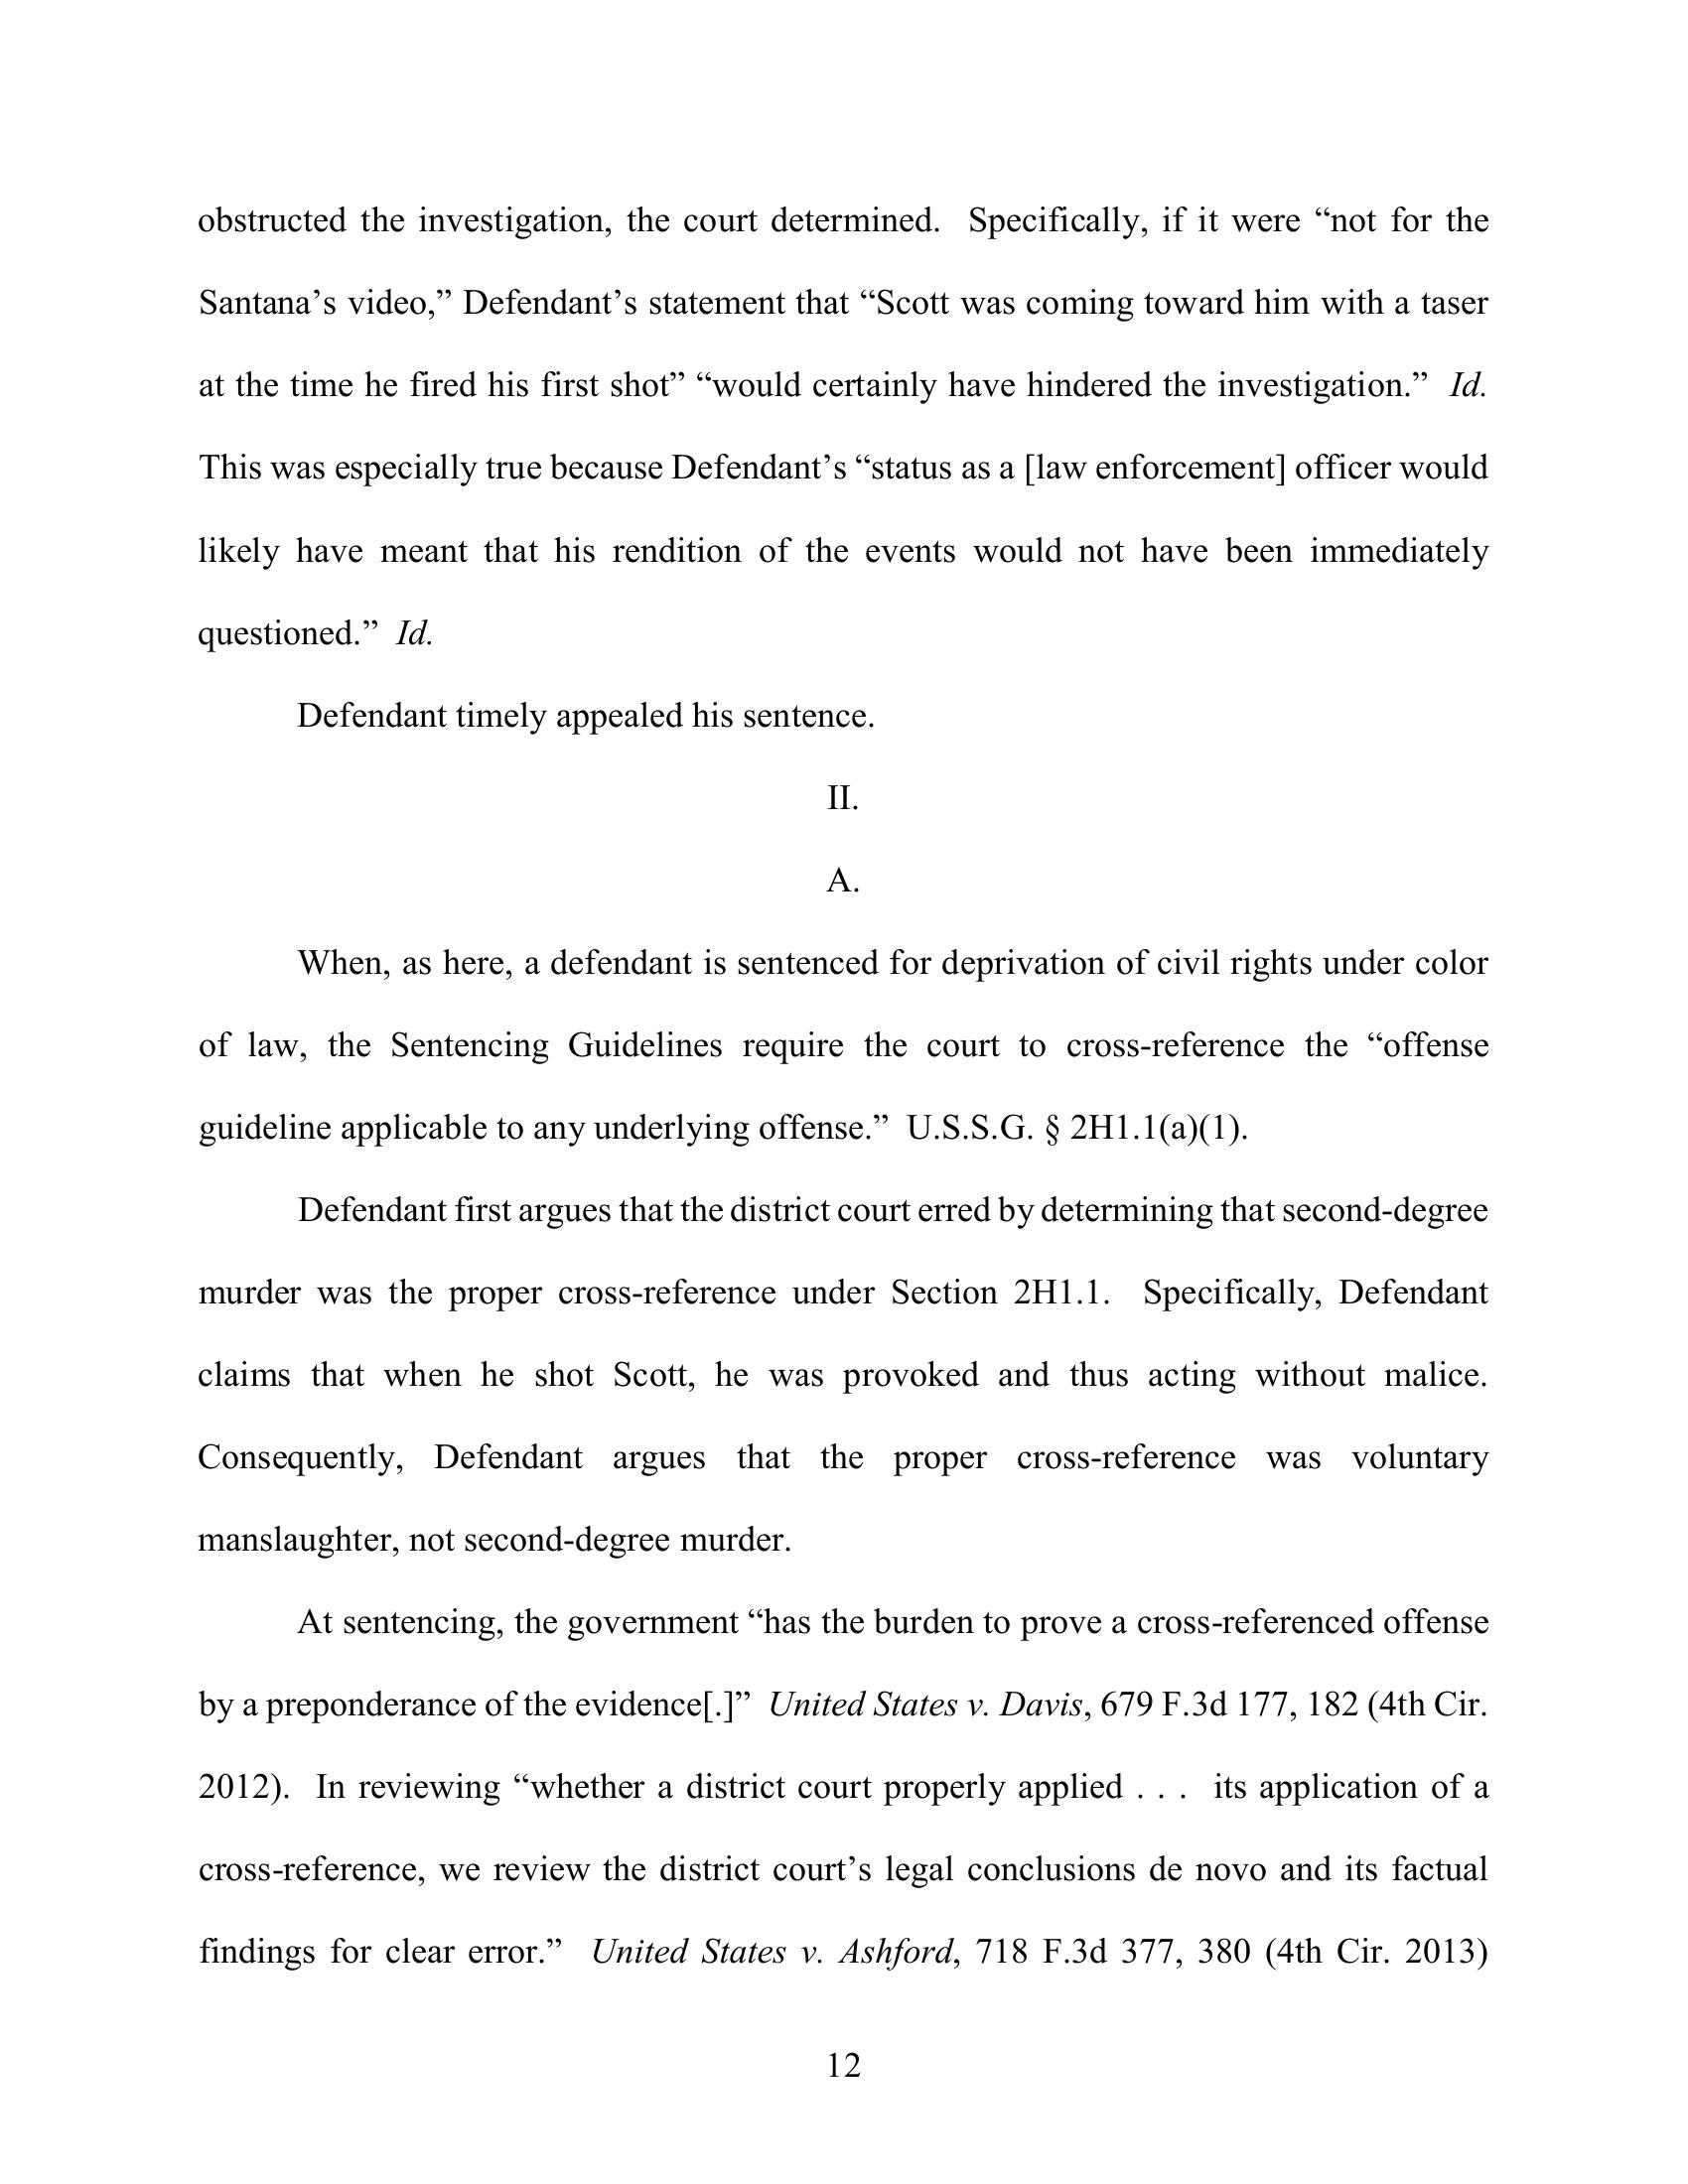 obstructed the investigation, the court determined.  Specifically, if it were “not for the
Santana’s video,” Defendant’s statement that “Scott was coming toward him with a taser
at the time he fired his first shot” “would certainly have hindered the investigation.”  Id.
This was especially true because Defendant’s “status as a [law enforcement] officer would
likely have meant that his rendition of the events would not have been immediately
questioned.”  Id.
Defendant timely appealed his sentence.
II.
A.
When, as here, a defendant is sentenced for deprivation of civil rights under color
of law, the Sentencing Guidelines require the court to cross-reference the “offense
guideline applicable to any underlying offense.”  U.S.S.G. § 2H1.1(a)(1).
Defendant first argues that the district court erred by determining that second-degree
murder was the proper cross-reference under Section 2H1.1.  Specifically, Defendant
claims that when he shot Scott, he was provoked and thus acting without malice.
Consequently, Defendant argues that the proper cross-reference was voluntary
manslaughter, not second-degree murder.
At sentencing, the government “has the burden to prove a cross-referenced offense
by a preponderance of the evidence[.]”  United States v. Davis, 679 F.3d 177, 182 (4th Cir.
2012).  In reviewing “whether a district court properly applied . . .  its application of a
cross-reference, we review the district court’s legal conclusions de novo and its factual
findings for clear error.”  United States v. Ashford, 718 F.3d 377, 380 (4th Cir. 2013)
12